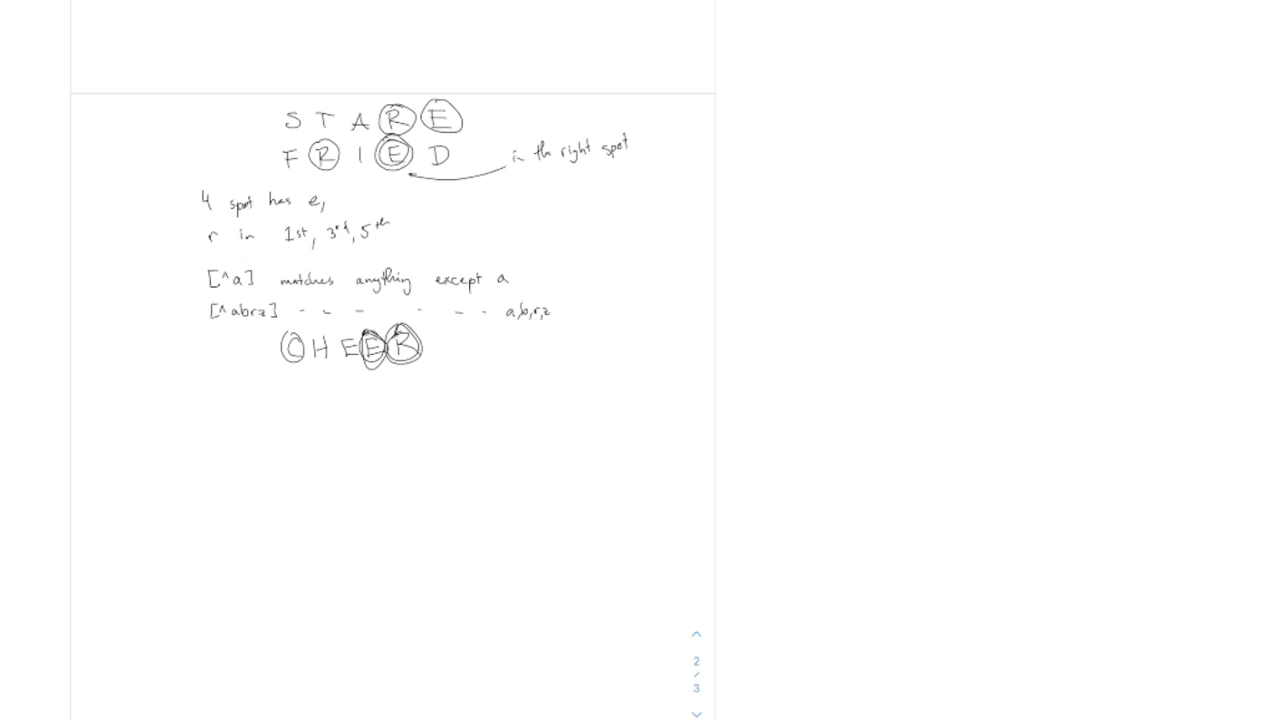 S T A R E
F R I E D
in the right spot
4 spot has e,
r in 1st, 3rd, 5th
[^a] matches anything except a
[^abrz] - - - - - - a,b,r,z
C H E E R
2
/
3